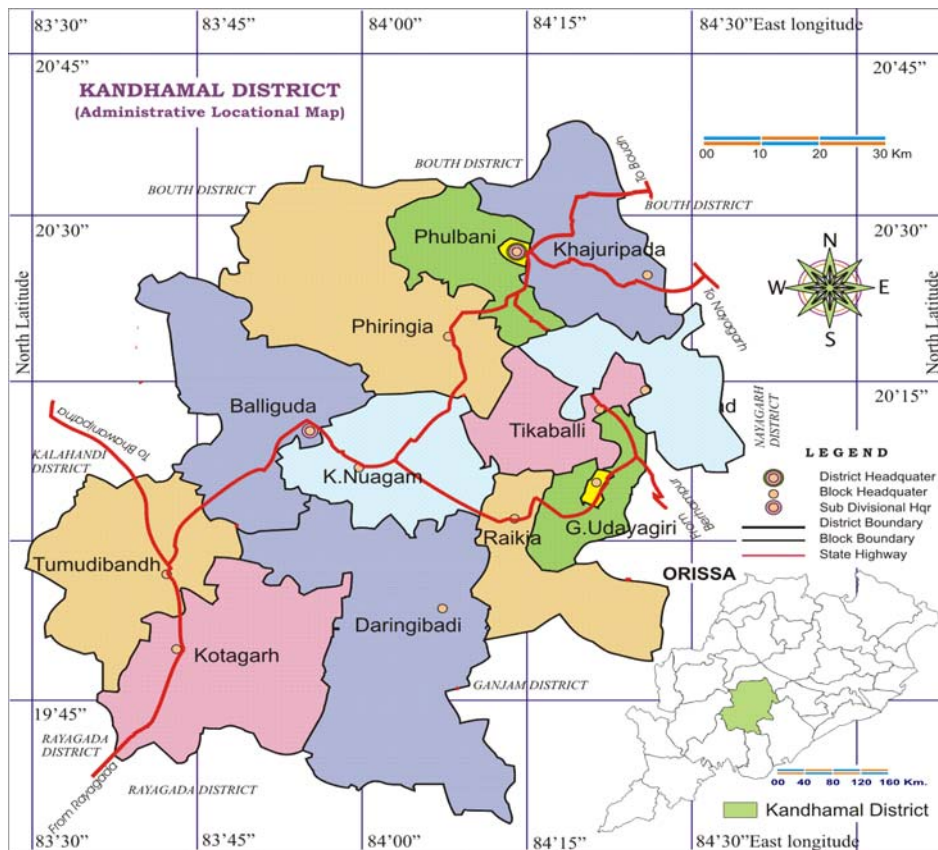 83’30” 83’45” 84’00 84’15” 84’30”East longitude
20”45” 20”45”
KANDHAMAL DISTRICT
(Administrative Locational Map)
00 10 20 30 Km
BOUTH DISTRICT
BOUTH DISTRICT
To Boudh
BOUTH DISTRICT
20”30” 20”30”
Phulbani
Khajuripada
N
W E
S
North Latitude
North Latitude
To Nayagarh
Phiringia
20”15”
Balliguda
Tikaballi
nd
NAYAGARH DISTRICT
To Bhawanipatna
KALAHANDI DISTRICT
K.Nuagam
LEGEND
District Headquater
Block Headquater
Sub Divisional Hqr
District Boundary
Block Boundary
State Highway
From Berhampur
Raikia
G.Udayagiri
Tumudibandh
ORISSA
Daringibadi
Kotagarh
GANJAM DISTRICT
19”45”
RAYAGADA DISTRICT
From Rayagada
RAYAGADA DISTRICT
00 40 80 120 160 Km.
Kandhamal District
83’30” 83’45” 84’00 84’15” 84’30”East longitude